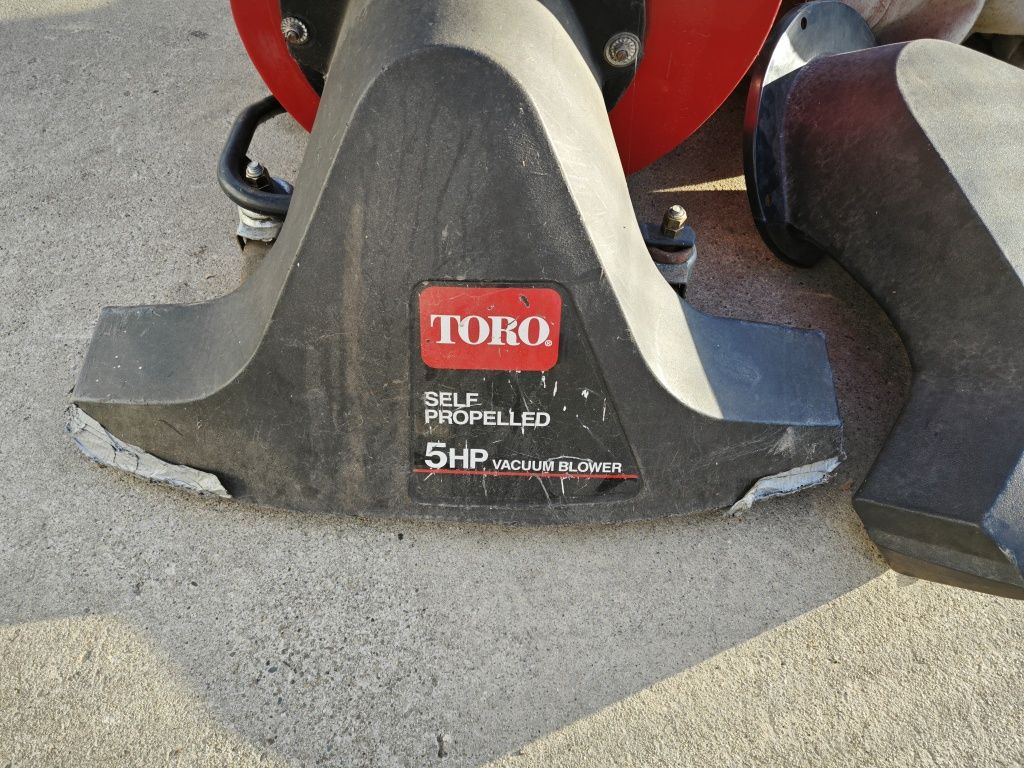 TORO®
SELF
PROPELLED
5HP VACUUM BLOWER